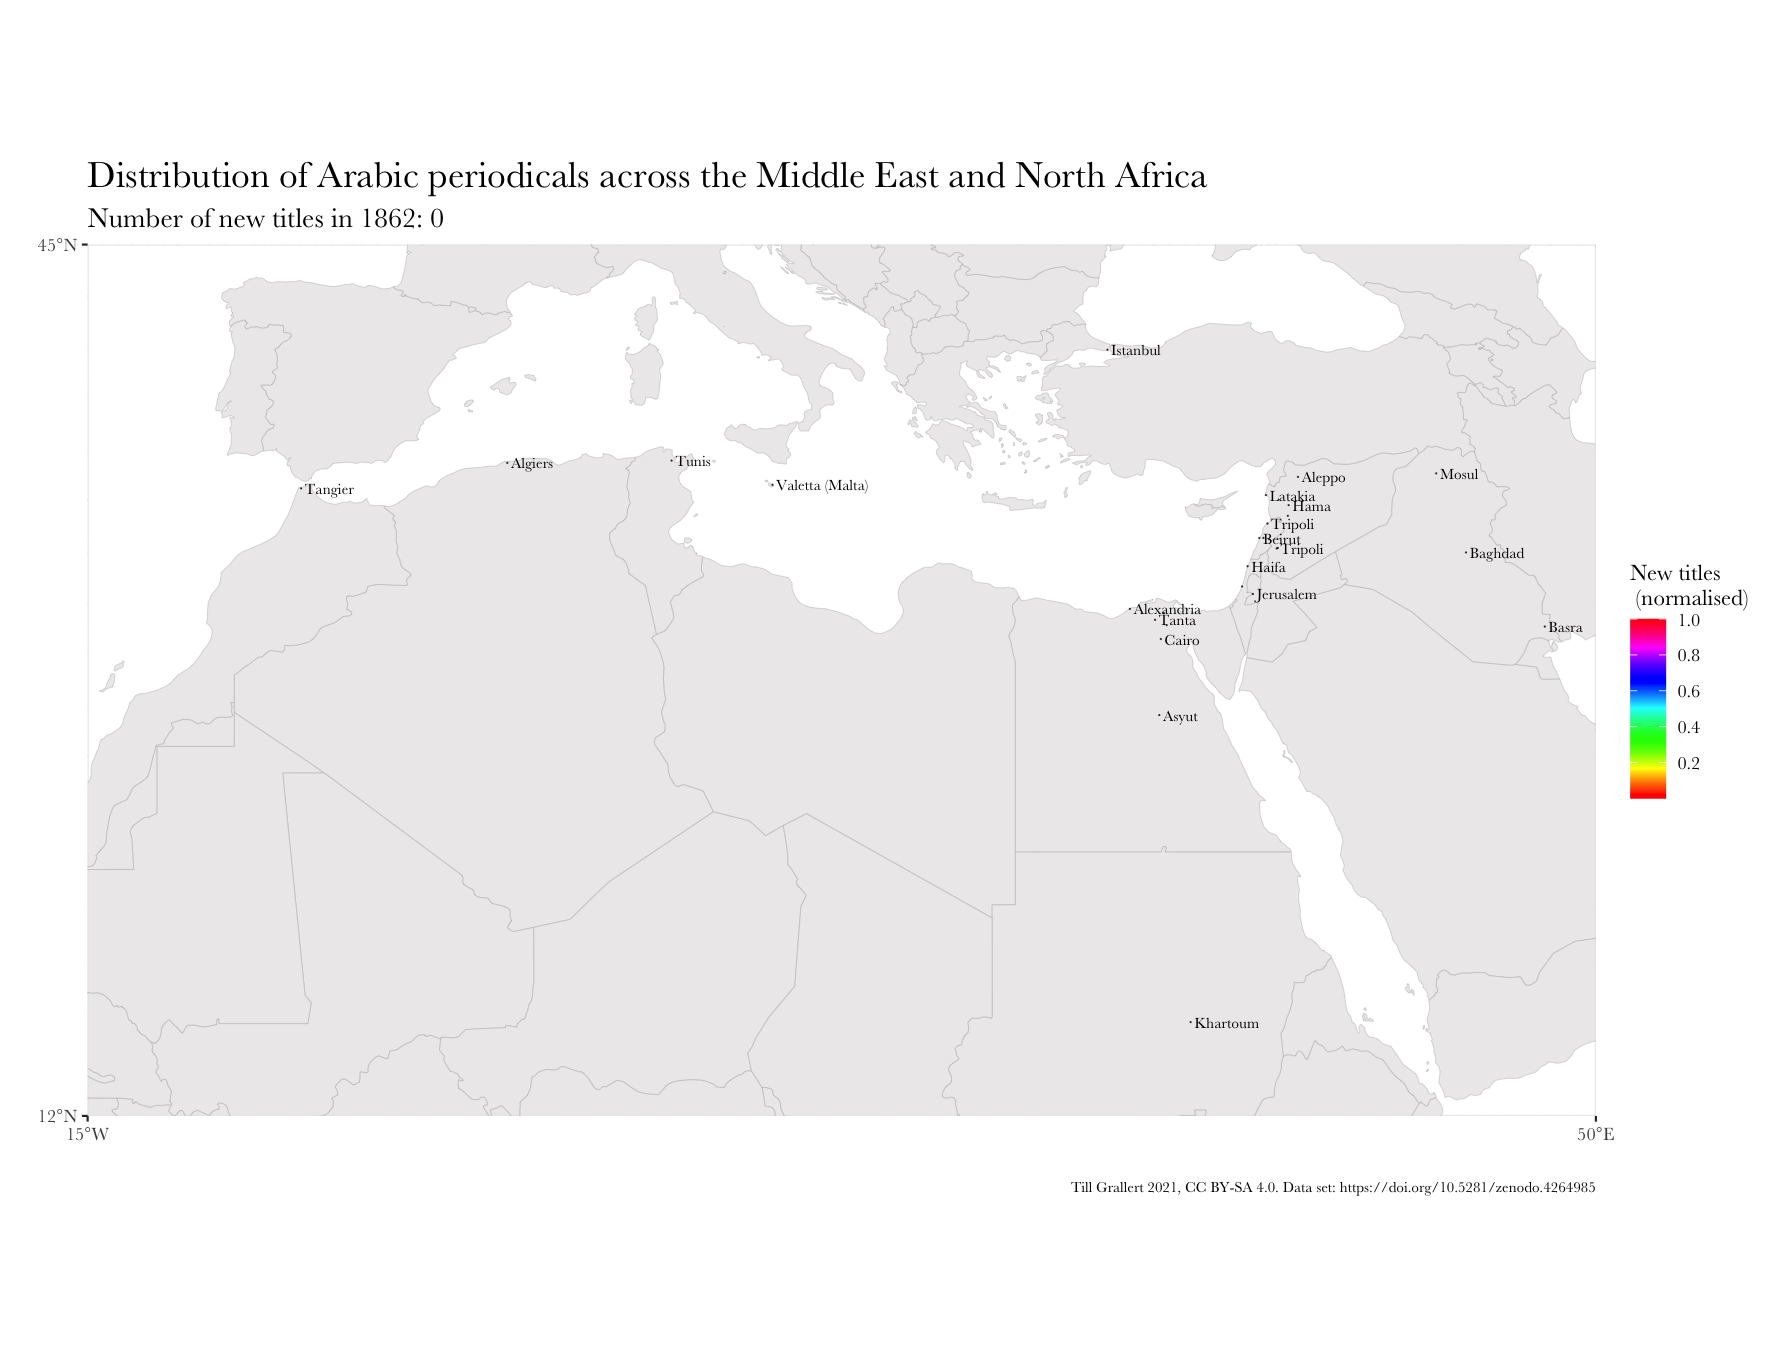 Distribution of Arabic periodicals across the Middle East and North Africa
Number of new titles in 1862: 0
45°N
Istanbul
Algiers
Tunis
Tangier
Valetta (Malta)
Aleppo
Mosul
Latakia
Hama
Tripoli
Beirut
Tripoli
Baghdad
Haifa
Jerusalem
Alexandria
Tanta
Cairo
Basra
Asyut
Khartoum
New titles
(normalised)
1.0
0.8
0.6
0.4
0.2
12°N
15°W
50°E
Till Grallert 2021, CC BY-SA 4.0. Data set: https://doi.org/10.5281/zenodo.4264985